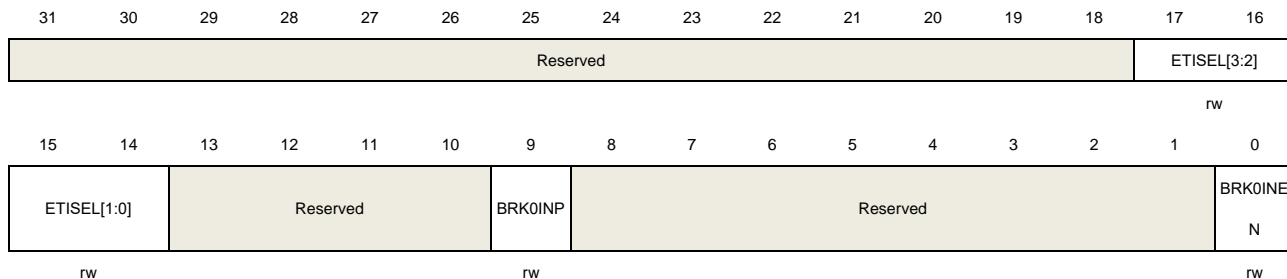 31 30 29 28 27 26 25 24 23 22 21 20 19 18 17 16
Reserved ETISEL[3:2]
rw
15 14 13 12 11 10 9 8 7 6 5 4 3 2 1 0
ETISEL[1:0] Reserved BRK0INP Reserved BRK0INE
N
rw rw rw